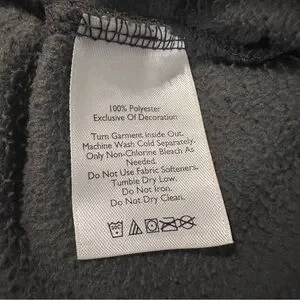 100% Polyester
Exclusive Of Decoration
Turn Garment Inside Out.
Machine Wash Cold Separately.
Only Non-Chlorine Bleach As
Needed.
Do Not Use Fabric Softeners.
Tumble Dry Low.
Do Not Iron.
Do Not Dry Clean.